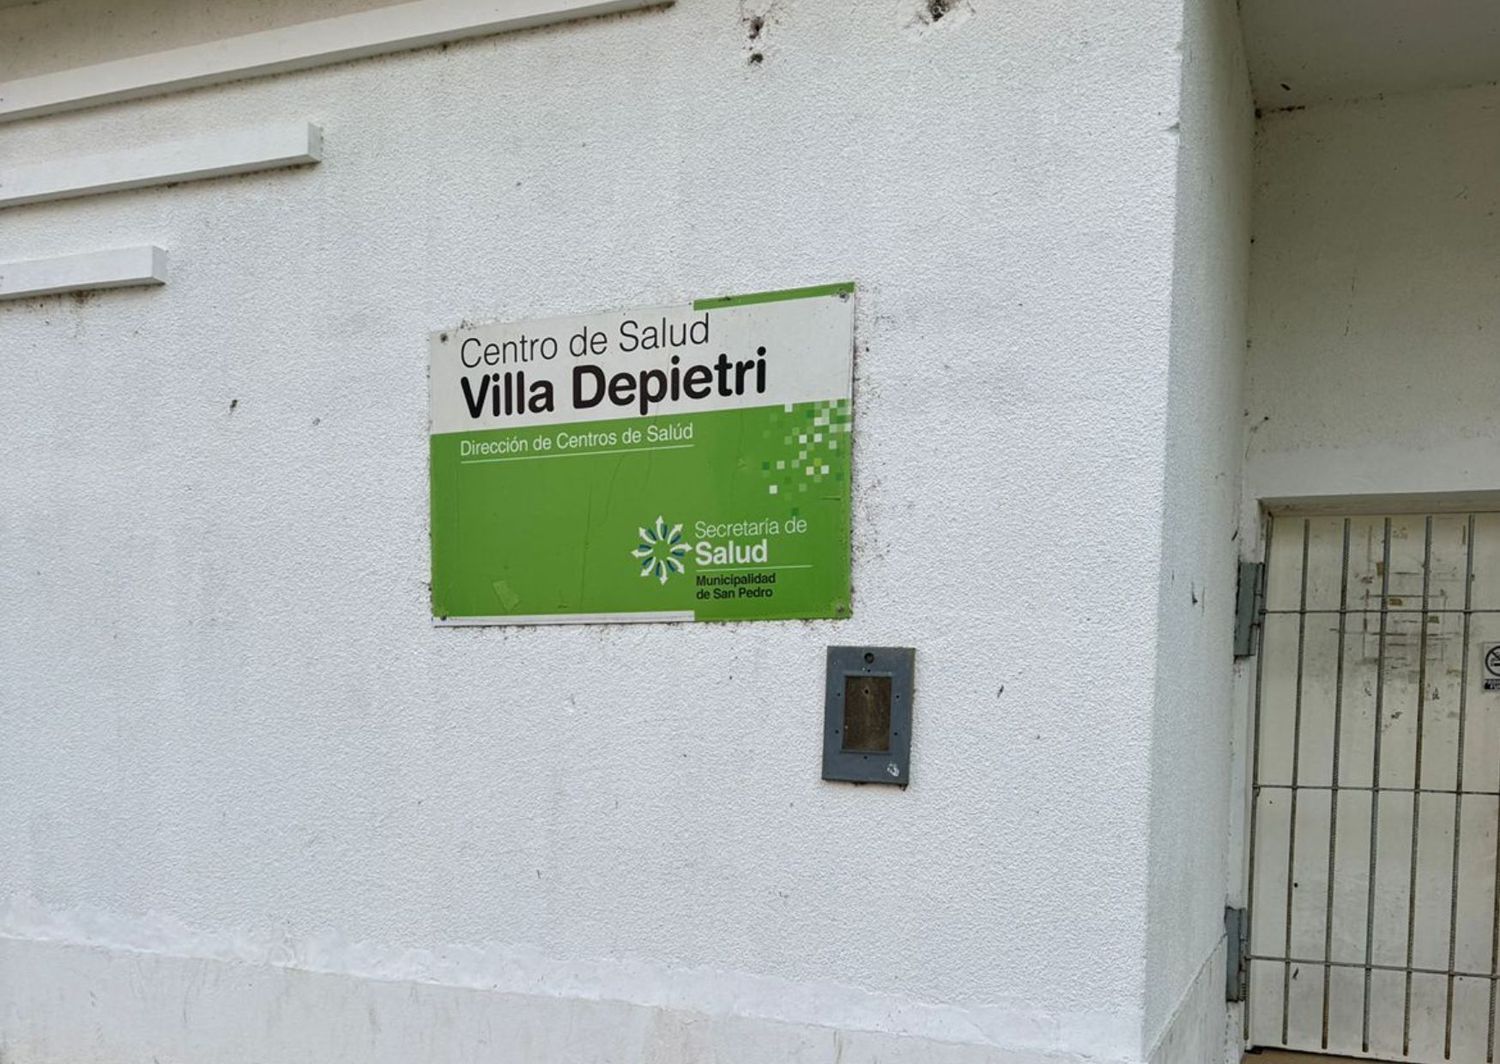 Centro de Salud
Villa Depietri
Dirección de Centros de Salúd
Secretaría de
Salud
Municipalidad
de San Pedro